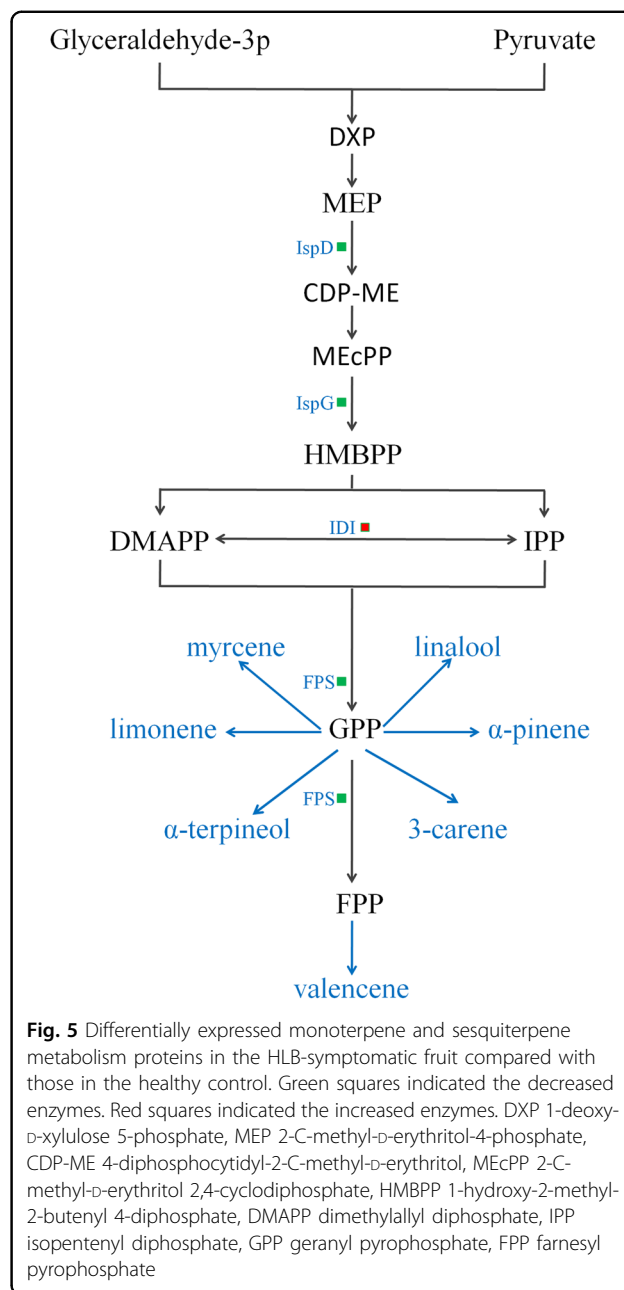 Glyceraldehyde-3p Pyruvate
DXP
MEP
IspD
CDP-ME
MEcPP
IspG
HMBPP
DMAPP IDI IPP
myrcene linalool
FPS
limonene GPP α-pinene
FPS
α-terpineol 3-carene
FPP
valencene
Fig. 5 Differentially expressed monoterpene and sesquiterpene
metabolism proteins in the HLB-symptomatic fruit compared with
those in the healthy control. Green squares indicated the decreased
enzymes. Red squares indicated the increased enzymes. DXP 1-deoxy-
D-xylulose 5-phosphate, MEP 2-C-methyl-D-erythritol-4-phosphate,
CDP-ME 4-diphosphocytidyl-2-C-methyl-D-erythritol, MEcPP 2-C-
methyl-D-erythritol 2,4-cyclodiphosphate, HMBPP 1-hydroxy-2-methyl-
2-butenyl 4-diphosphate, DMAPP dimethylallyl diphosphate, IPP
isopentenyl diphosphate, GPP geranyl pyrophosphate, FPP farnesyl
pyrophosphate